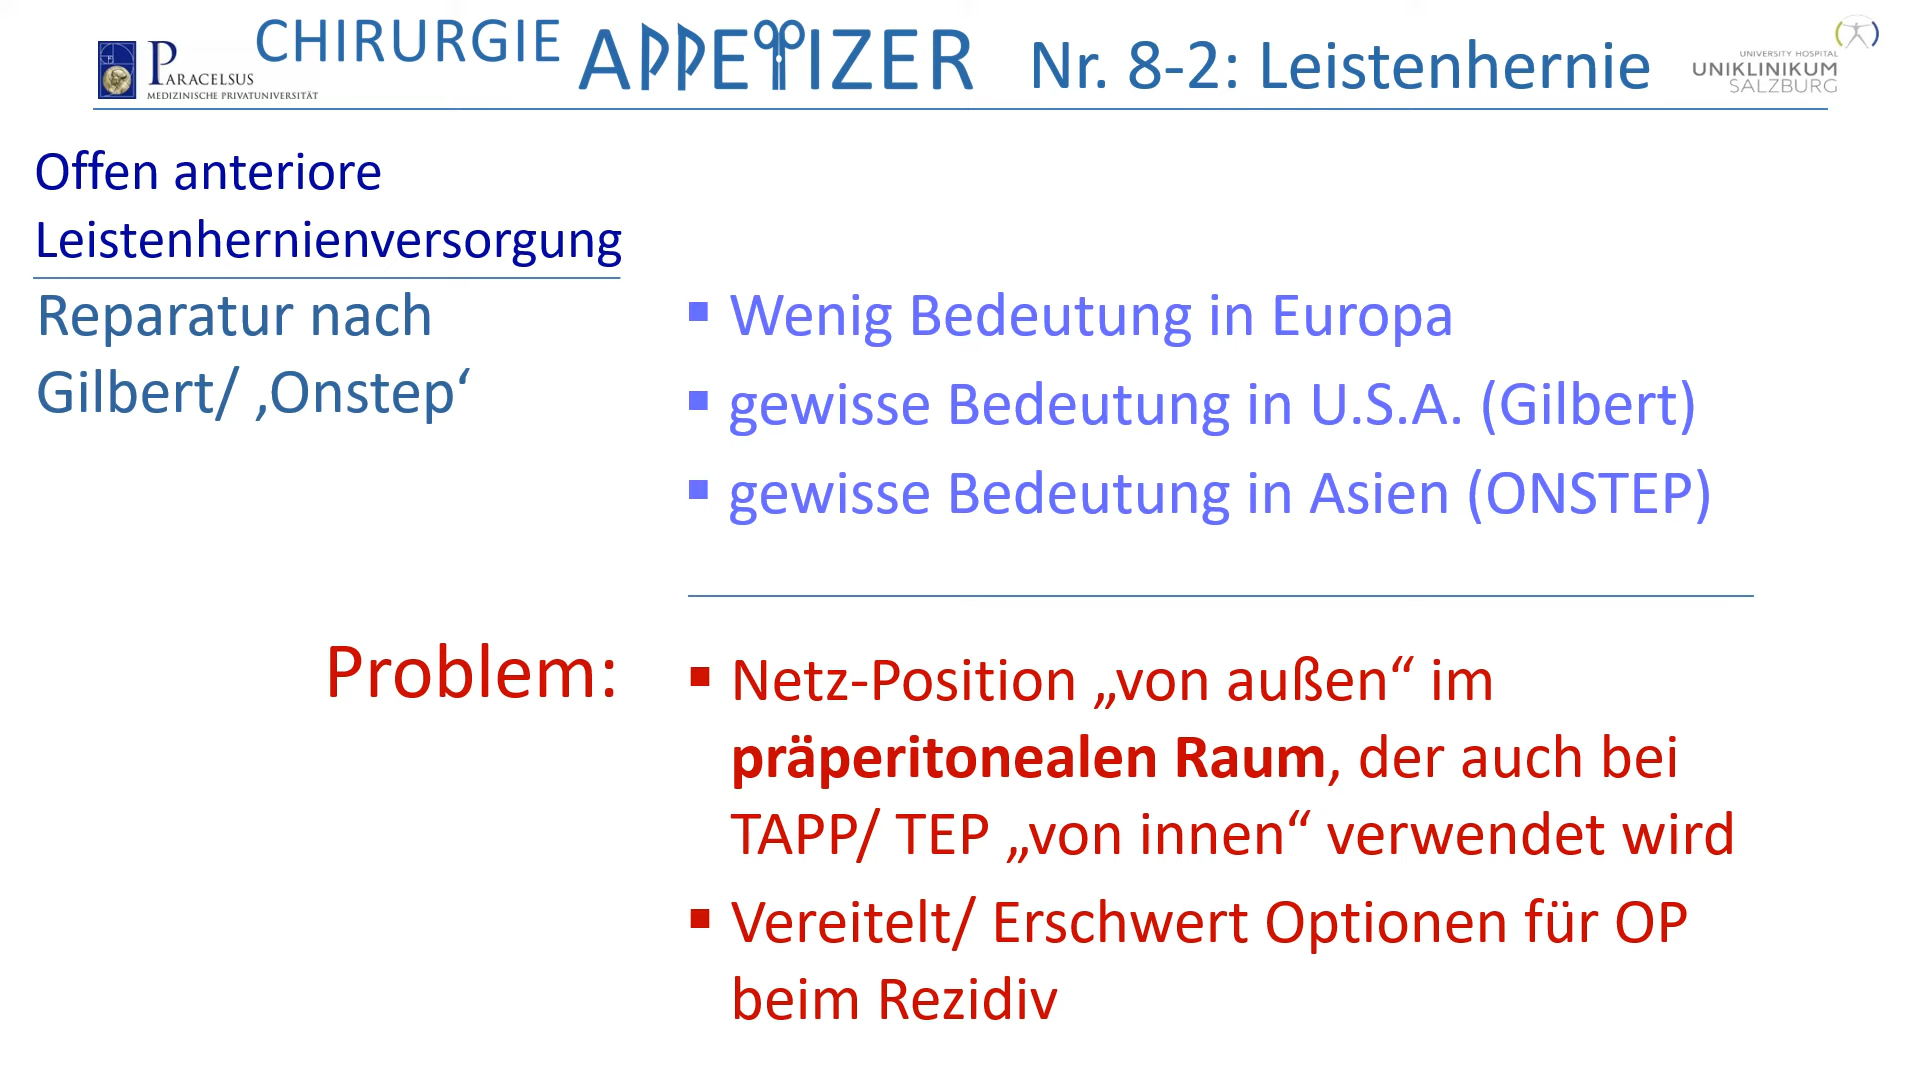 PARACELSUS
MEDIZINISCHE PRIVATUNIVERSITÄT
CHIRURGIE APPETIZER Nr. 8-2: Leistenhernie
UNIVERSITY HOSPITAL
UNIKLINIKUM
SALZBURG
Offen anteriore
Leistenhernienversorgung
Reparatur nach
Gilbert/ ‚Onstep‘
▪ Wenig Bedeutung in Europa
▪ gewisse Bedeutung in U.S.A. (Gilbert)
▪ gewisse Bedeutung in Asien (ONSTEP)
Problem:
▪ Netz-Position „von außen“ im
präperitonealen Raum, der auch bei
TAPP/ TEP „von innen“ verwendet wird
▪ Vereitelt/ Erschwert Optionen für OP
beim Rezidiv